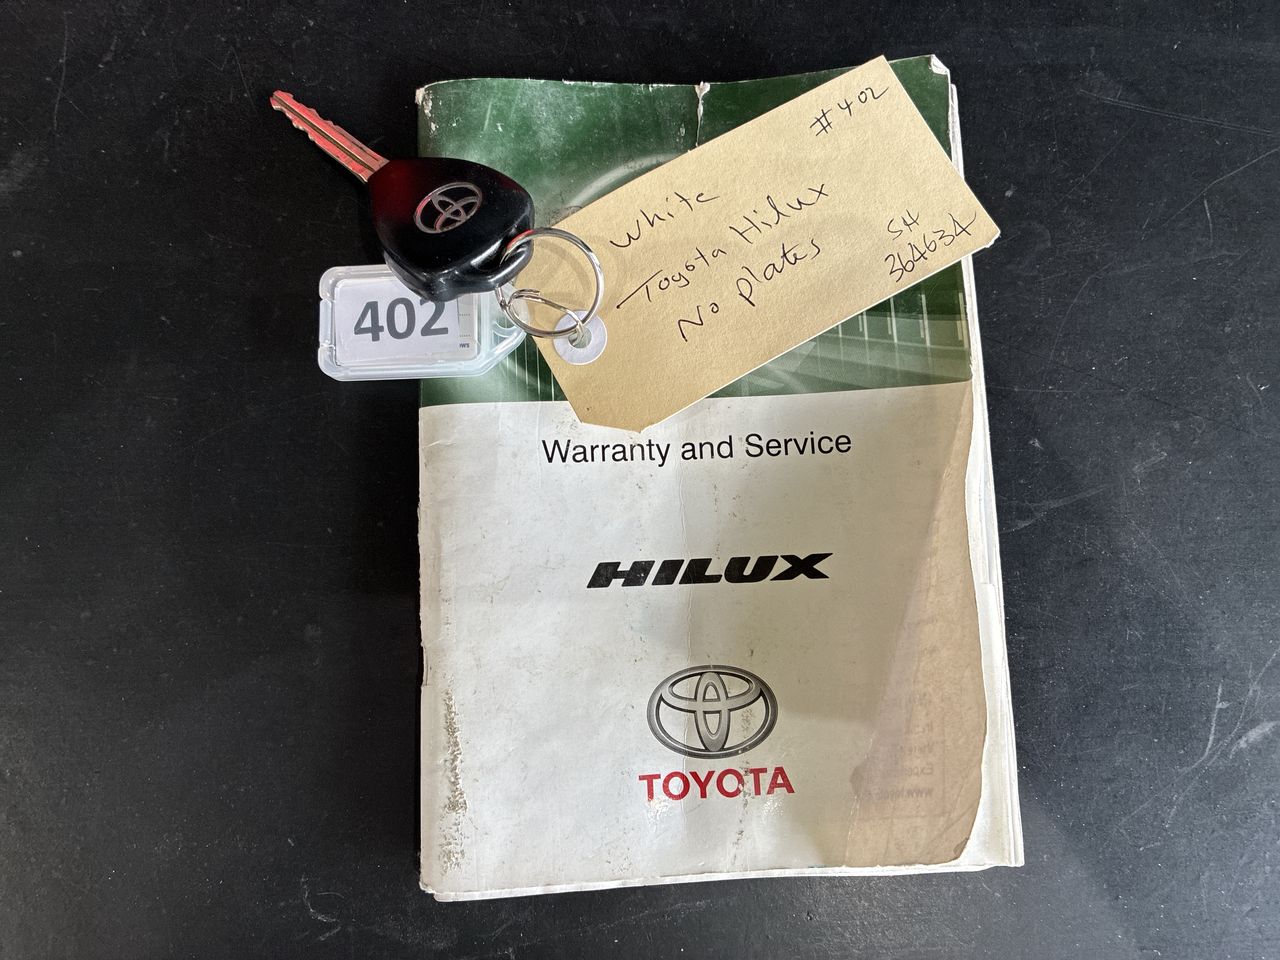 #402
White
Toyota Hilux
No plates
SH
364634
402
Warranty and Service
HILUX
TOYOTA